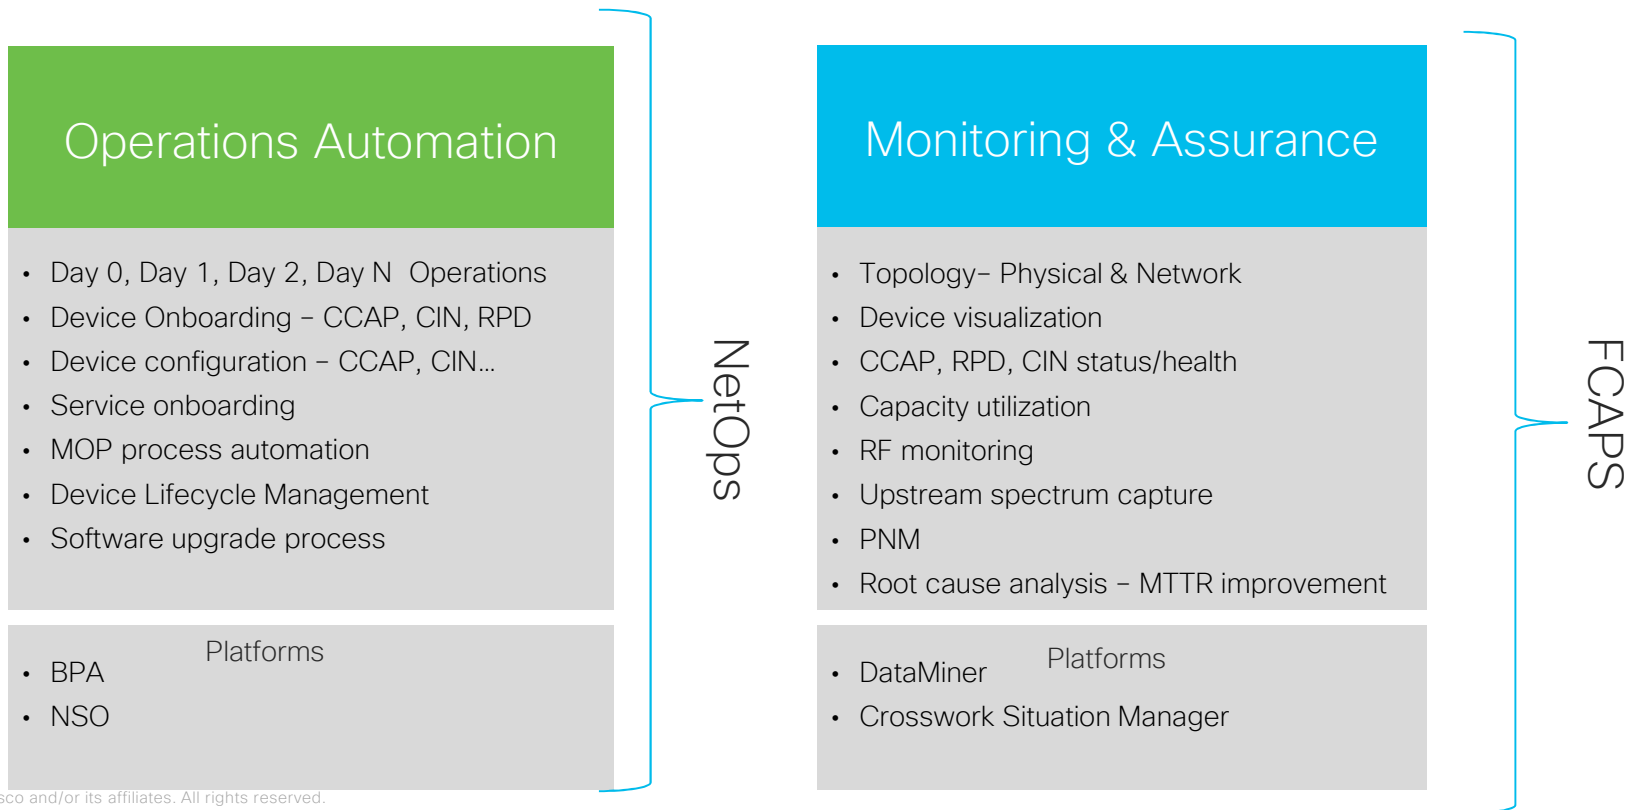 Operations Automation
• Day 0, Day 1, Day 2, Day N Operations
• Device Onboarding – CCAP, CIN, RPD
• Device configuration – CCAP, CIN…
• Service onboarding
• MOP process automation
• Device Lifecycle Management
• Software upgrade process
Platforms
• BPA
• NSO
NetOps
Monitoring & Assurance
• Topology– Physical & Network
• Device visualization
• CCAP, RPD, CIN status/health
• Capacity utilization
• RF monitoring
• Upstream spectrum capture
• PNM
• Root cause analysis – MTTR improvement
Platforms
• DataMiner
• Crosswork Situation Manager
FCAPS
sco and/or its affiliates. All rights reserved.